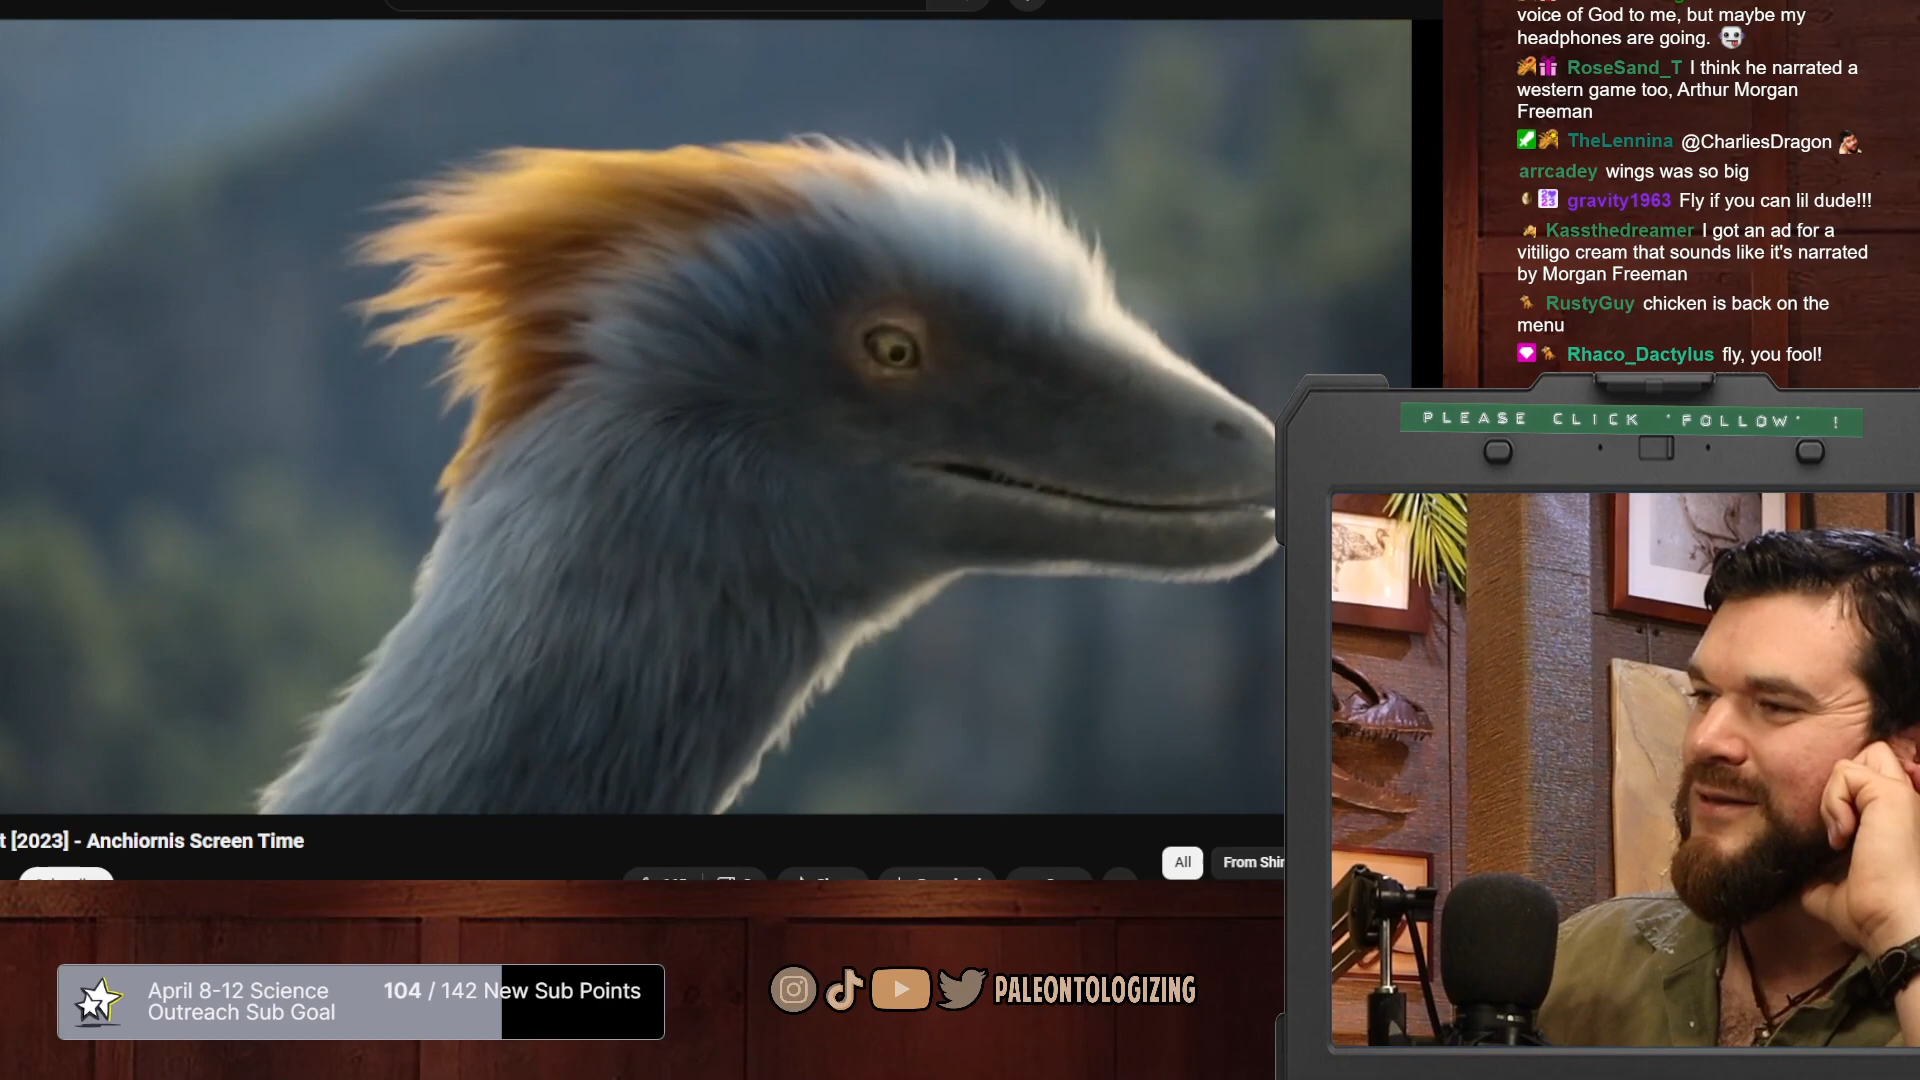 voice of God to me, but maybe my
headphones are going.
RoseSand_T I think he narrated a
western game too, Arthur Morgan
Freeman
TheLennina @CharliesDragon
arrcadey wings was so big
gravity1963 Fly if you can lil dude!!!
Kassthedreamer I got an ad for a
vitiligo cream that sounds like it's narrated
by Morgan Freeman
RustyGuy chicken is back on the
menu
Rhaco_Dactylus fly, you fool!
PLEASE CLICK "FOLLOW" !
t [2023] - Anchiornis Screen Time
All
From Shir
April 8-12 Science
Outreach Sub Goal
104 / 142 New Sub Points
PALEONTOLOGIZING